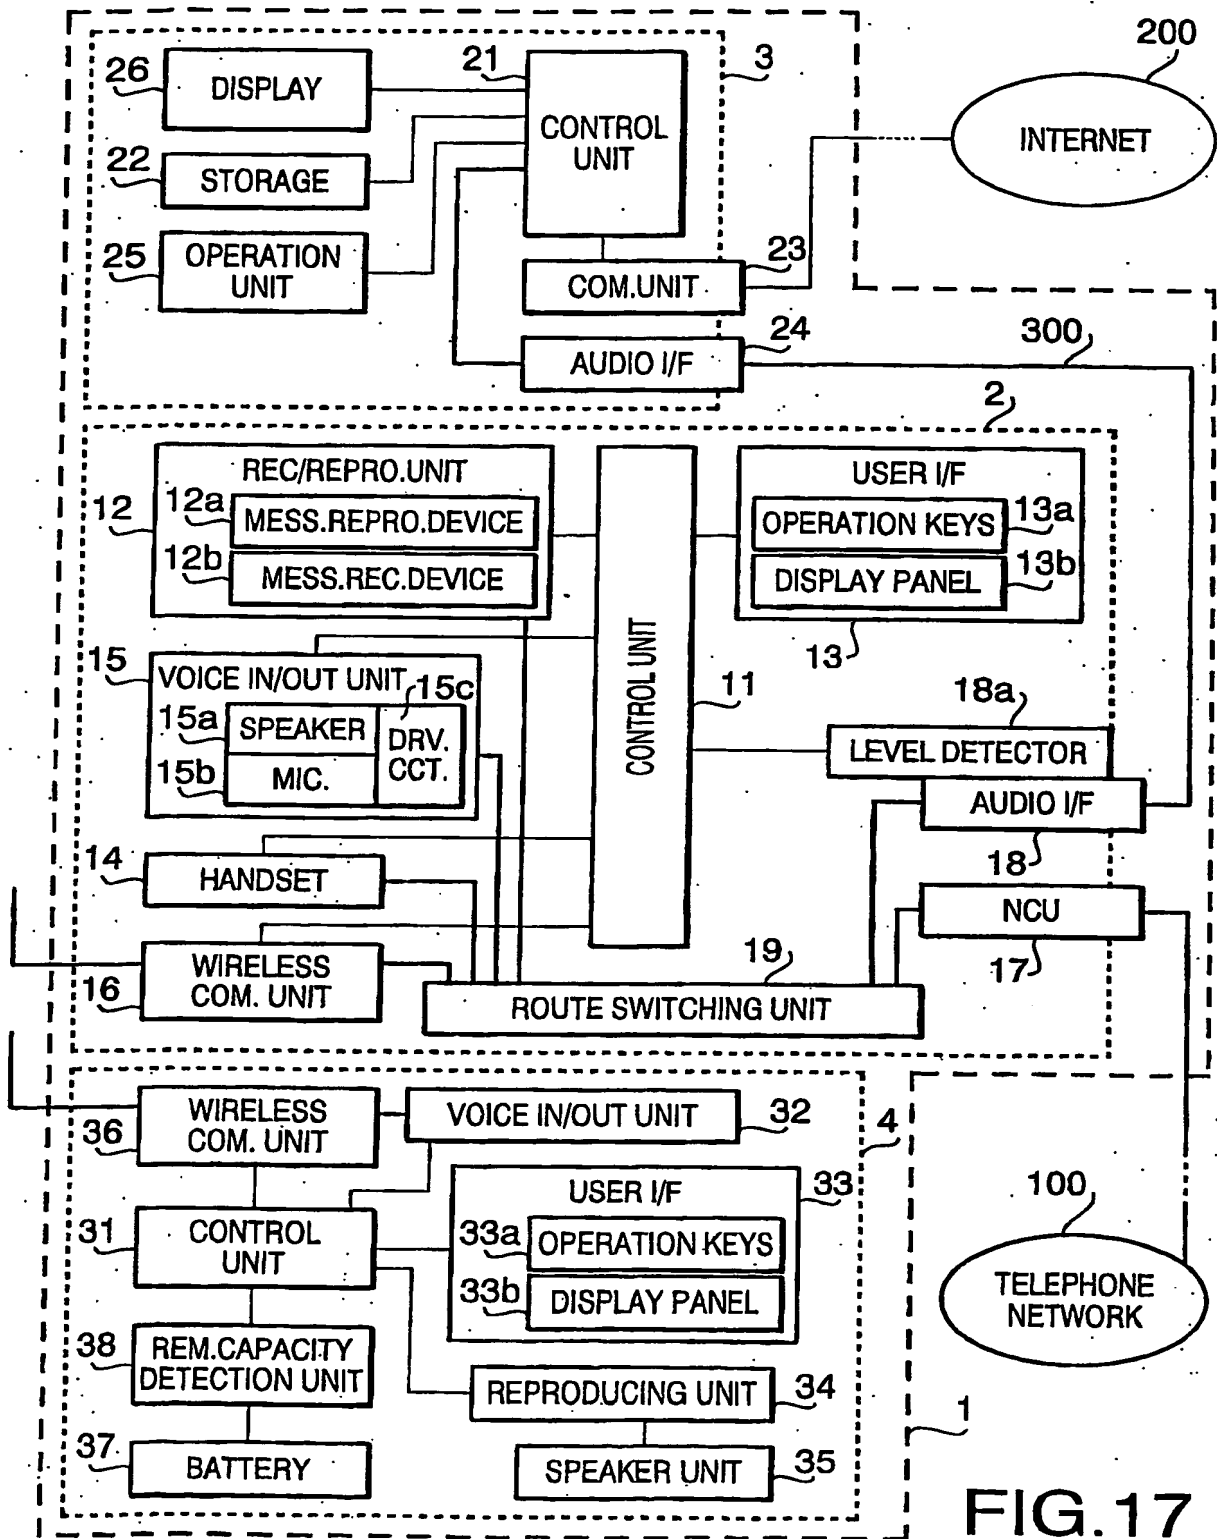 200
26
DISPLAY
21
CONTROL
UNIT
3
INTERNET
22
STORAGE
25
OPERATION
UNIT
23
COM.UNIT
24
AUDIO I/F
300
2
REC/REPRO.UNIT
12
12a
MESS.REPRO.DEVICE
12b
MESS.REC.DEVICE
CONTROL UNIT
11
USER I/F
OPERATION KEYS
13a
DISPLAY PANEL
13b
13
15
VOICE IN/OUT UNIT
15a
SPEAKER
15b
MIC.
15c
DRV.
CCT.
18a
LEVEL DETECTOR
AUDIO I/F
18
14
HANDSET
NCU
17
16
WIRELESS
COM. UNIT
19
ROUTE SWITCHING UNIT
36
WIRELESS
COM. UNIT
VOICE IN/OUT UNIT
32
4
31
CONTROL
UNIT
USER I/F
33
33a
OPERATION KEYS
33b
DISPLAY PANEL
100
TELEPHONE
NETWORK
38
REM.CAPACITY
DETECTION UNIT
REPRODUCING UNIT
34
37
BATTERY
SPEAKER UNIT
35
1
FIG.17